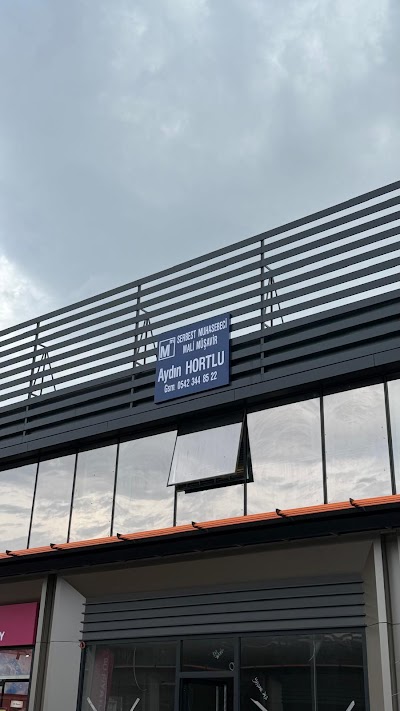 M
SERBEST MUHASEBECİ
MALİ MÜŞAVİR
Aydın HORTLU
Gsm 0542 344 85 22
Y